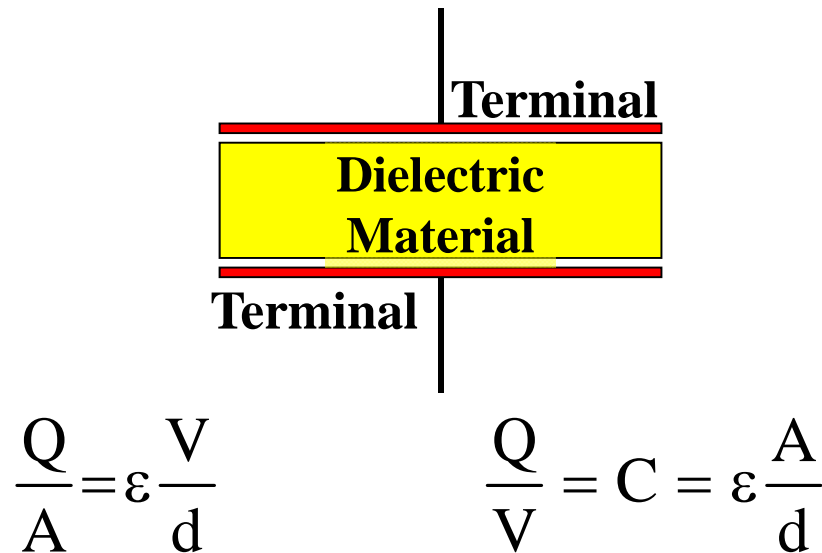 Terminal
Dielectric
Material
Terminal
Q/A = ε V/d
Q/V = C = ε A/d